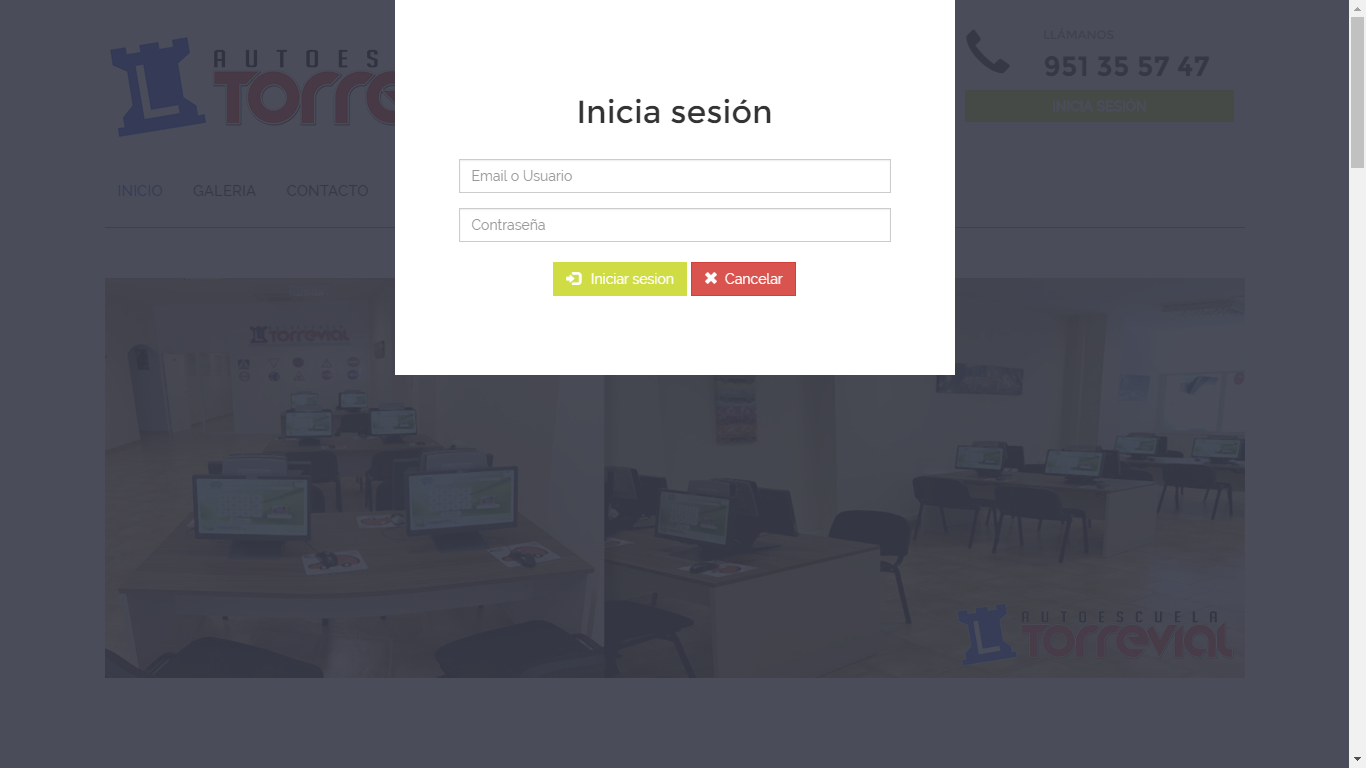 AUTOES
TORRE
LLÁMANOS
951 35 57 47
INICIA SESIÓN
INICIO
GALERIA
CONTACTO
Inicia sesión
Email o Usuario
Contraseña
Iniciar sesion
Cancelar
TORREVIAL
AUTOESCUELA
TORREVIAL